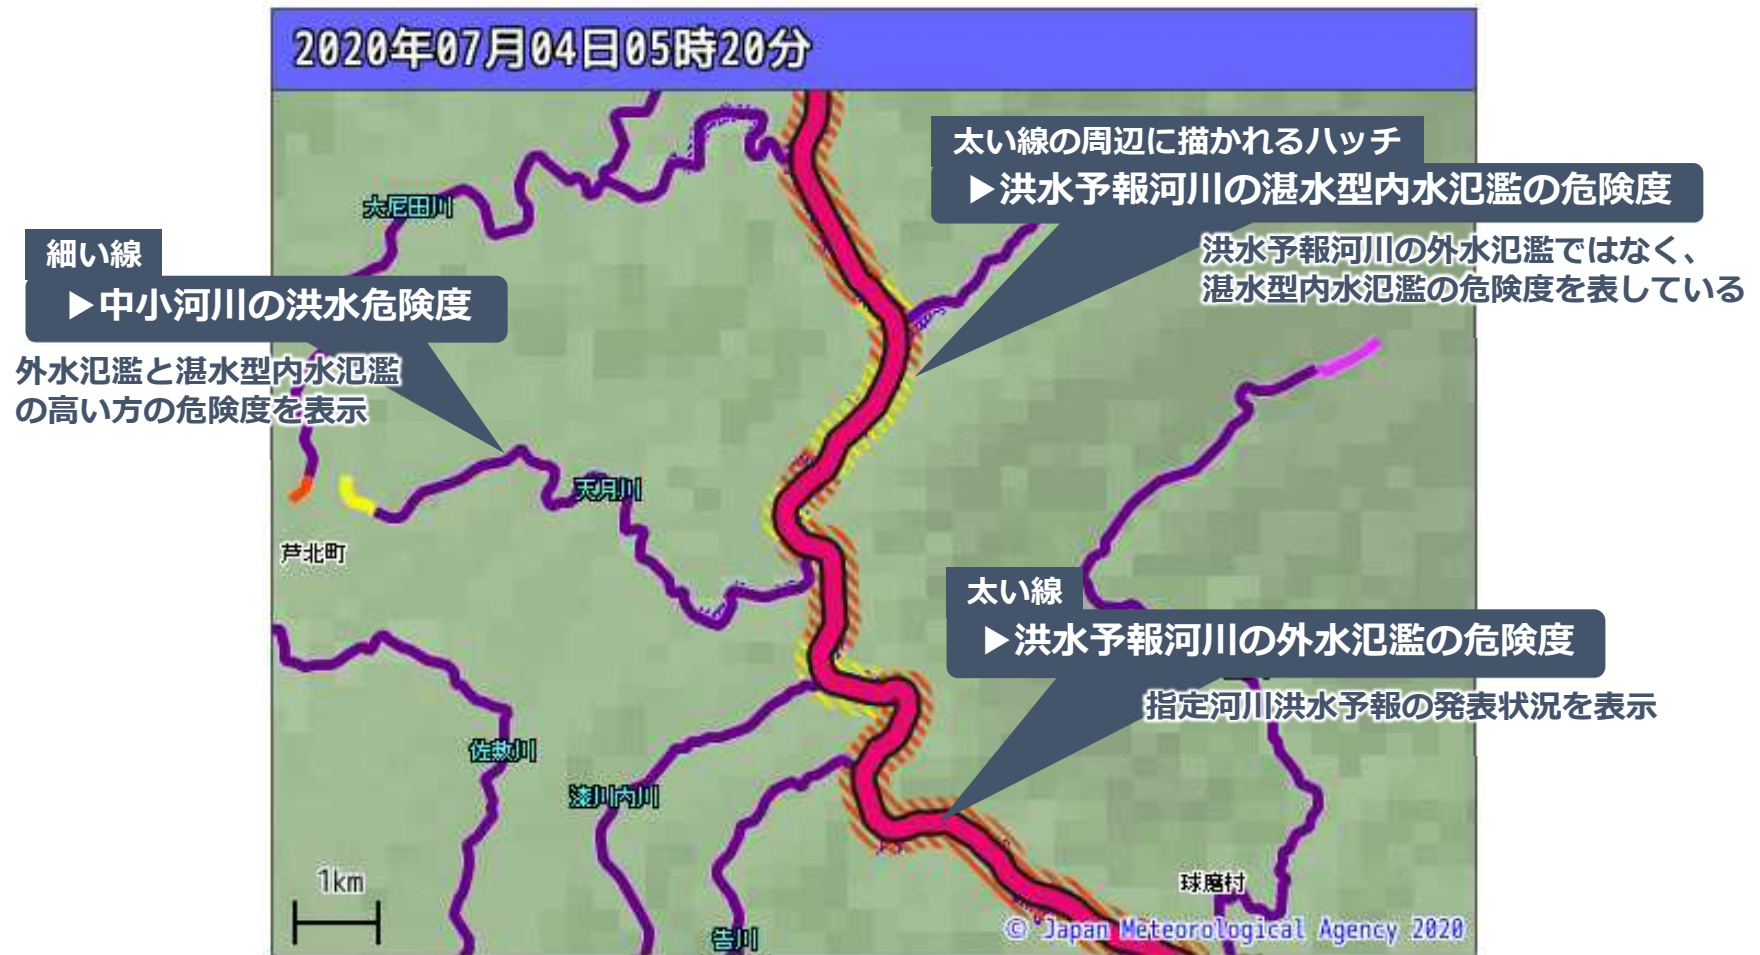 2020年07月04日05時20分
太い線の周辺に描かれるハッチ
▶洪水予報河川の湛水型内水氾濫の危険度
洪水予報河川の外水氾濫ではなく、
湛水型内水氾濫の危険度を表している
大尼田川
細い線
▶中小河川の洪水危険度
外水氾濫と湛水型内水氾濫
の高い方の危険度を表示
天月川
芦北町
太い線
▶洪水予報河川の外水氾濫の危険度
指定河川洪水予報の発表状況を表示
佐敷川
漆川内川
1km
球磨村
告川
© Japan Meteorological Agency 2020